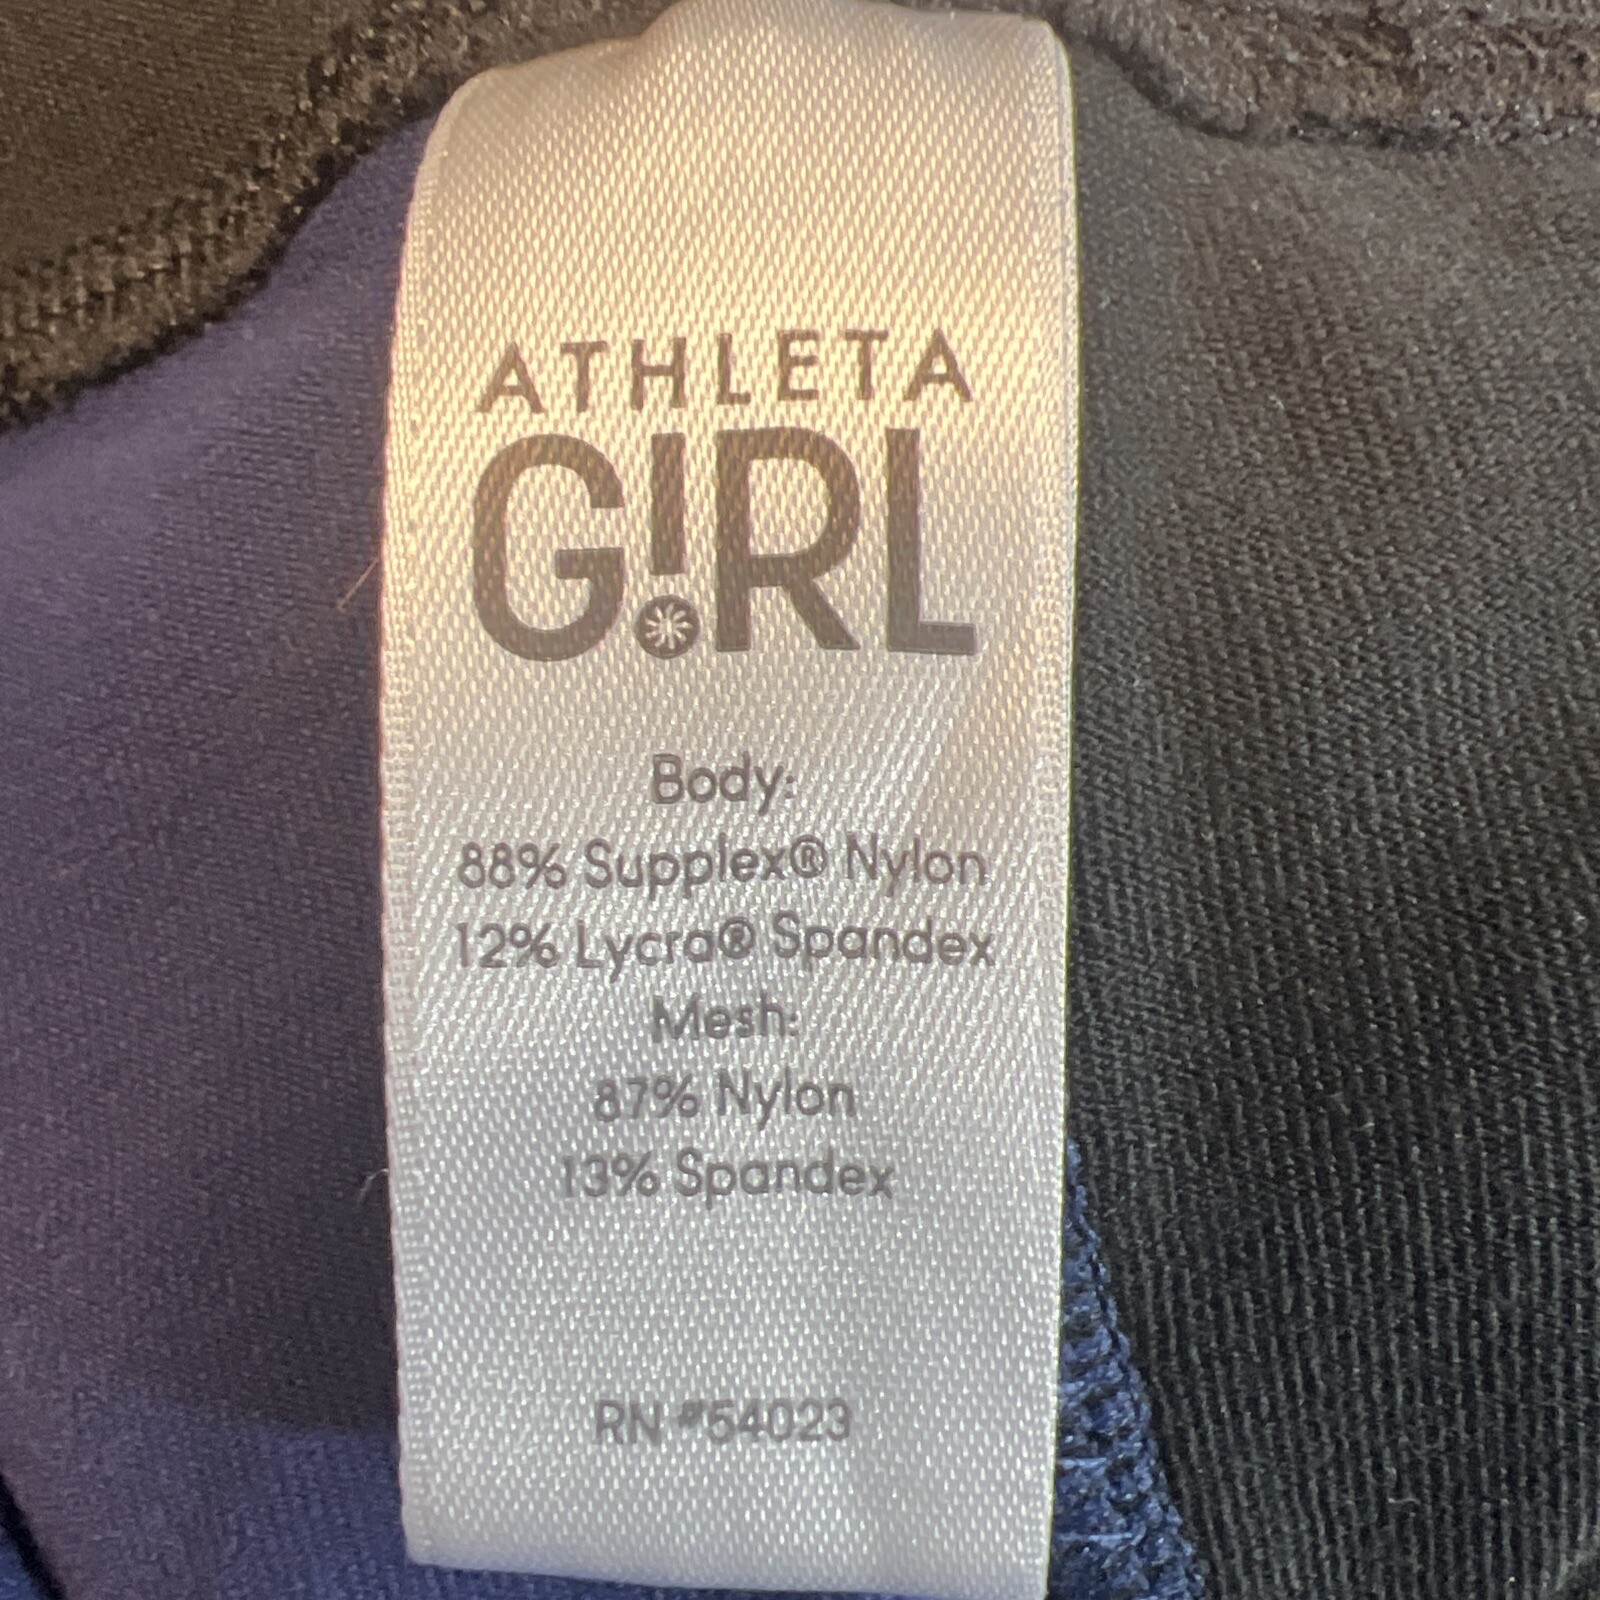 ATHLETA
G!RL
Body:
88% Supplex® Nylon
12% Lycra® Spandex
Mesh:
87% Nylon
13% Spandex
RN #54023